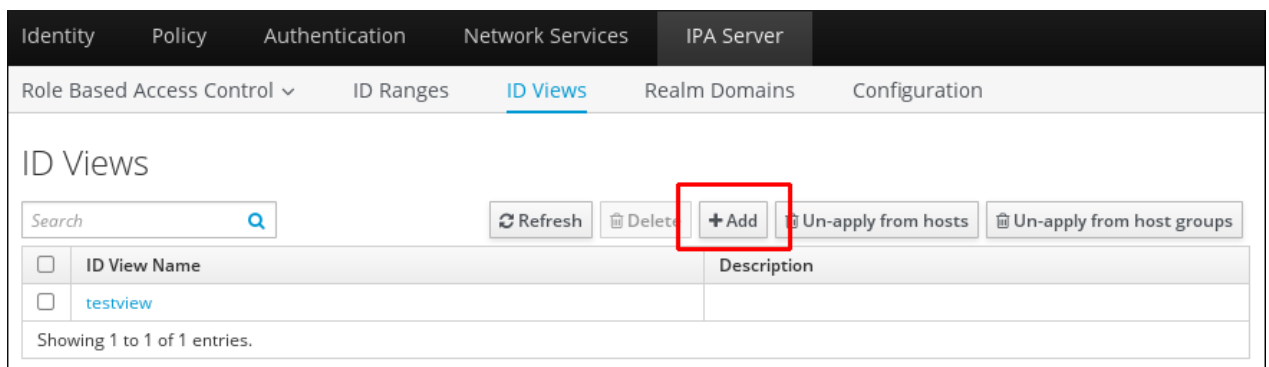 Identity Policy Authentication Network Services IPA Server
Role Based Access Control ID Ranges ID Views Realm Domains Configuration
ID Views
Search Refresh Delete +Add Un-apply from hosts Un-apply from host groups
ID View Name Description
testview
Showing 1 to 1 of 1 entries.